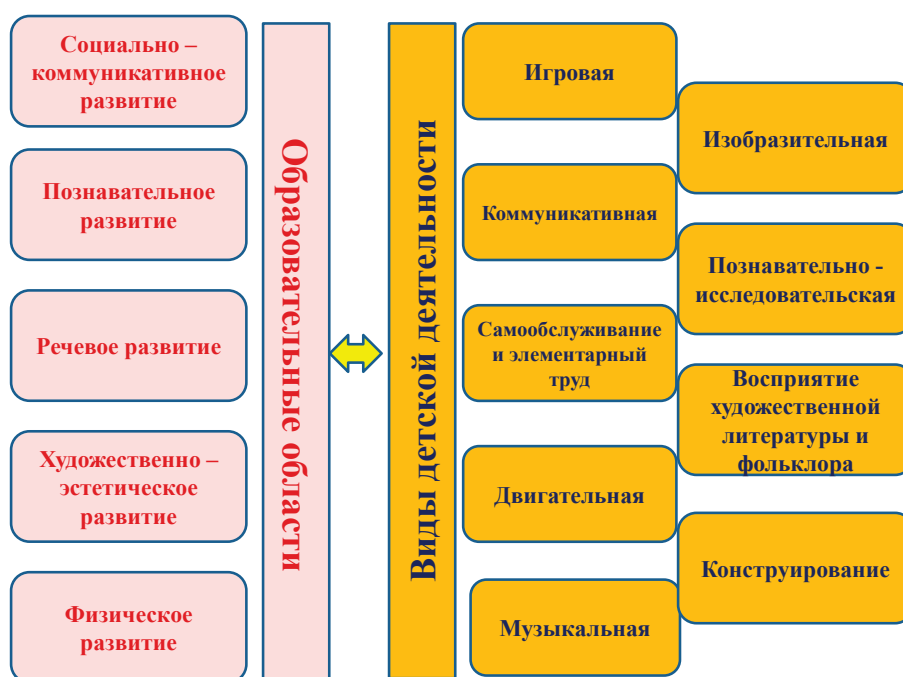 Социально –
коммуникативное
развитие
Познавательное
развитие
Речевое развитие
Художественно –
эстетическое
развитие
Физическое
развитие
Образовательные области
Виды детской деятельности
Игровая
Коммуникативная
Самообслуживание
и элементарный
труд
Двигательная
Музыкальная
Изобразительная
Познавательно -
исследовательская
Восприятие
художественной
литературы и
фольклора
Конструирование